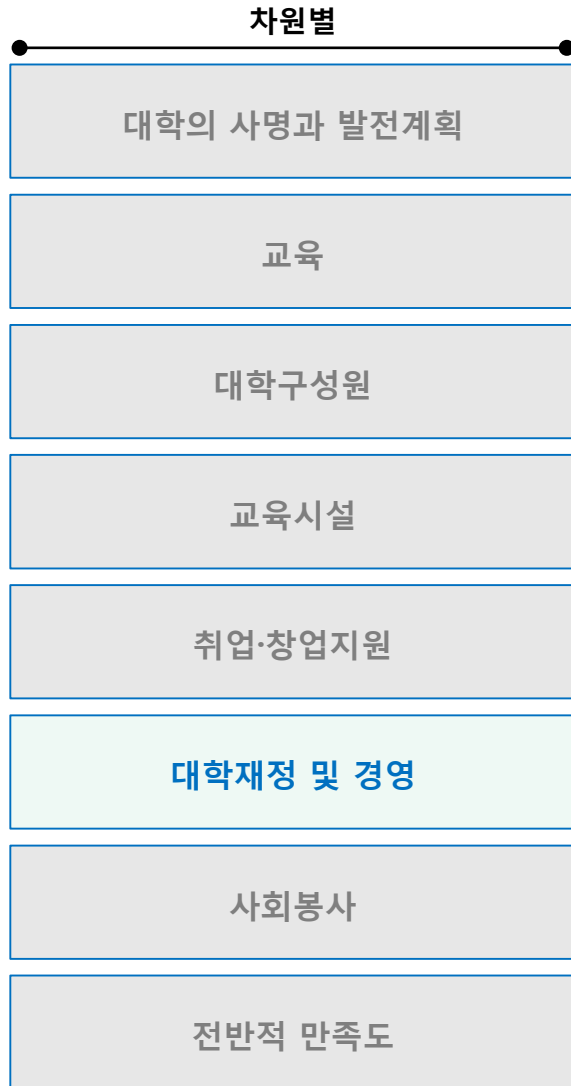 차원별
대학의 사명과 발전계획
교육
대학구성원
교육시설
취업·창업지원
대학재정 및 경영
사회봉사
전반적 만족도